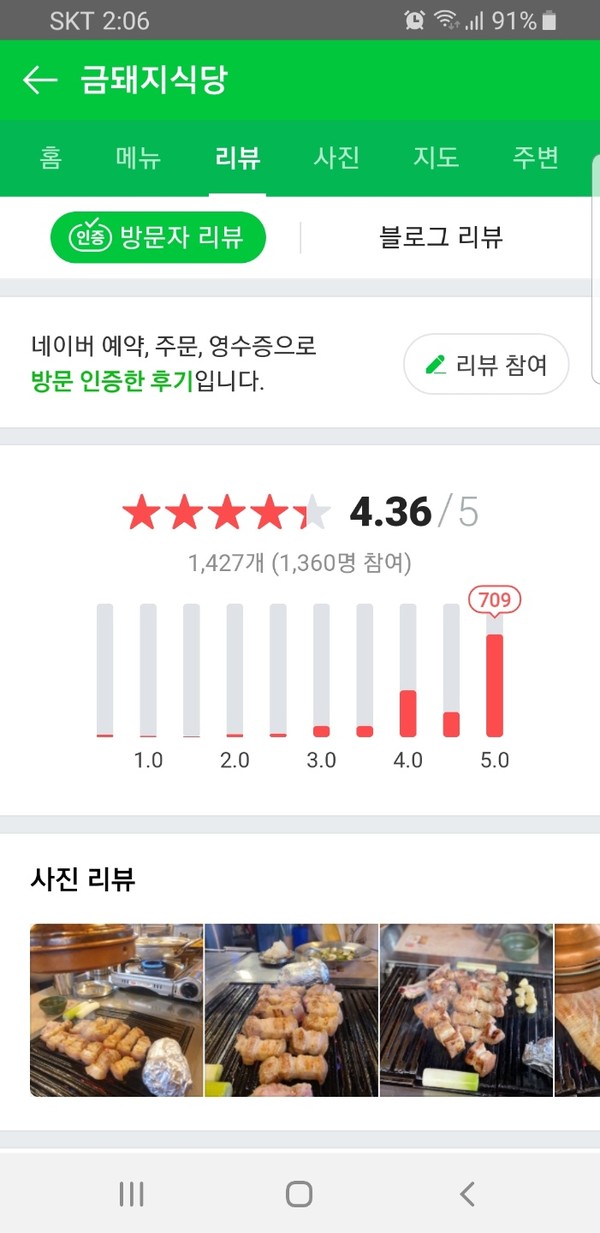 SKT 2:06 91%
금돼지식당
홈 메뉴 리뷰 사진 지도 주변
인증 방문자 리뷰 블로그 리뷰
네이버 예약, 주문, 영수증으로
방문 인증한 후기입니다.
리뷰 참여
4.36/5
1,427개 (1,360명 참여)
709
1.0 2.0 3.0 4.0 5.0
사진 리뷰